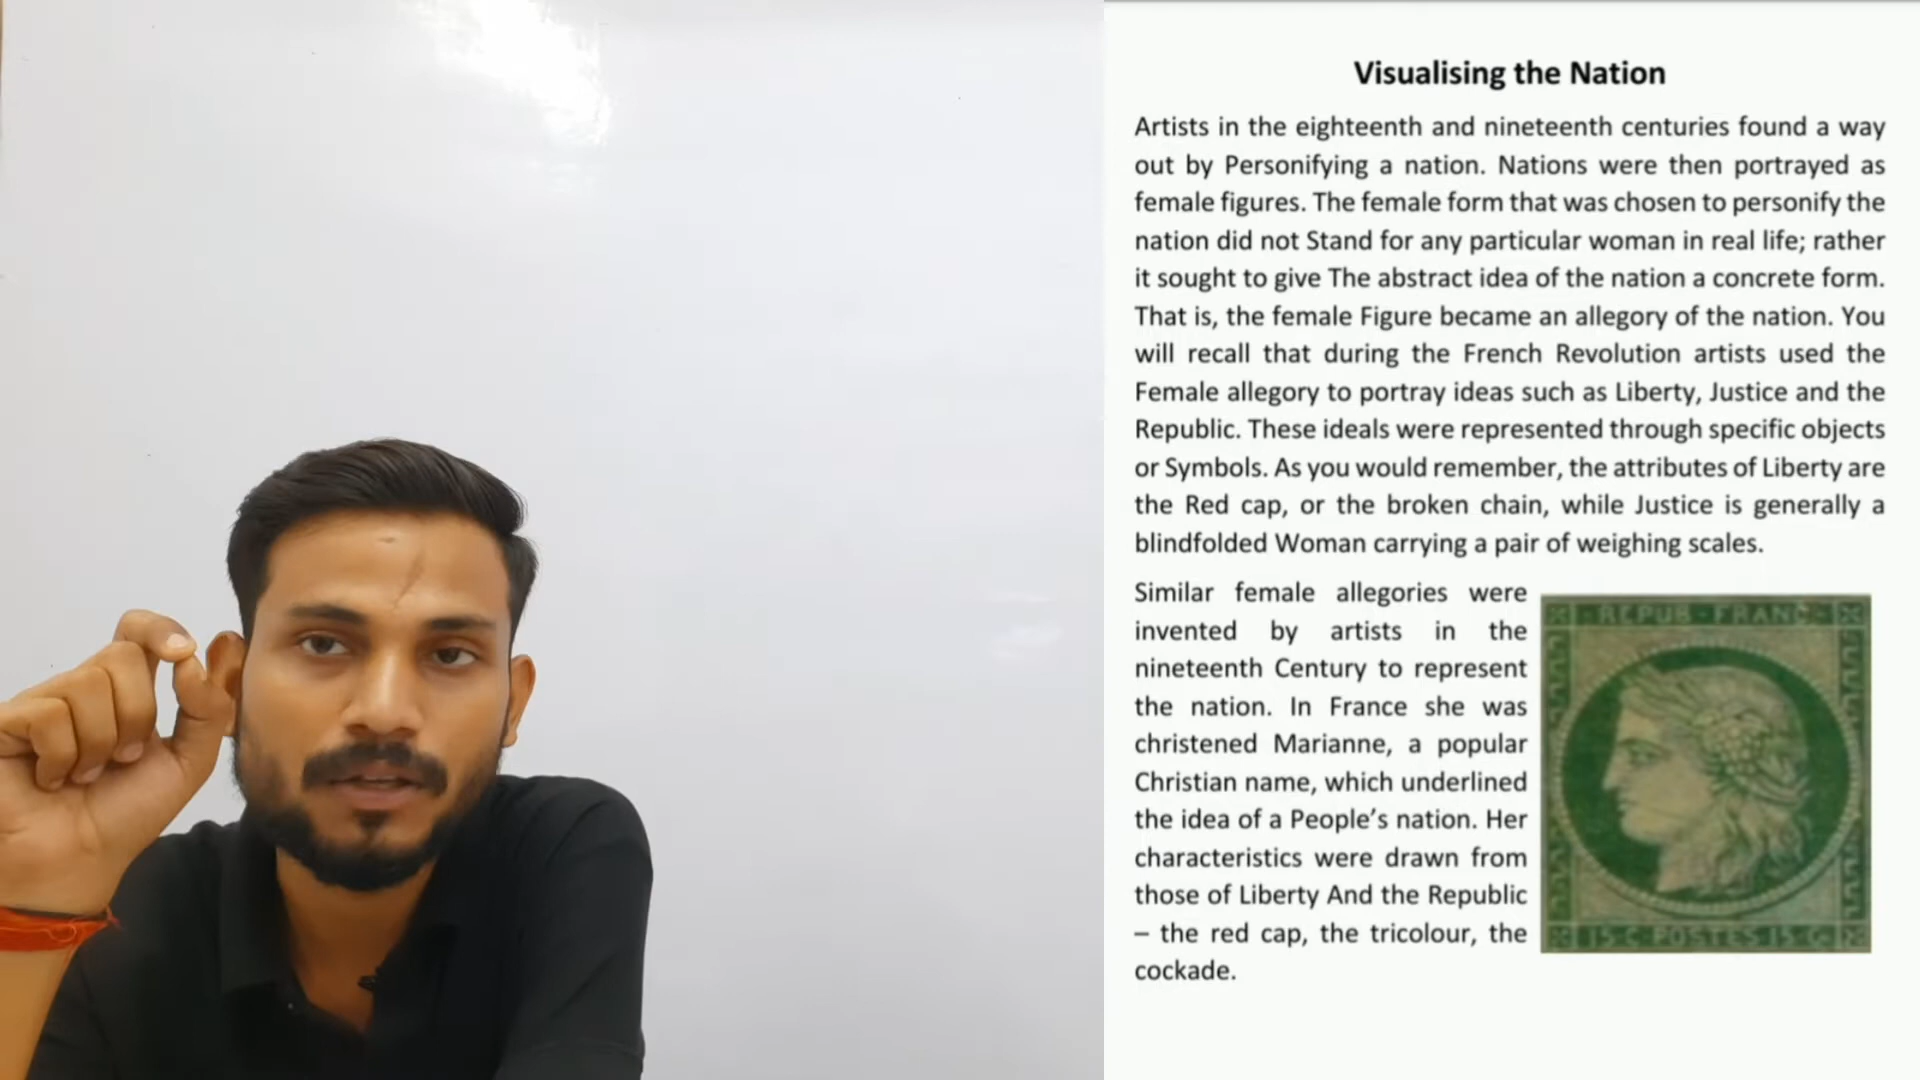 Visualising the Nation
Artists in the eighteenth and nineteenth centuries found a way
out by Personifying a nation. Nations were then portrayed as
female figures. The female form that was chosen to personify the
nation did not Stand for any particular woman in real life; rather
it sought to give The abstract idea of the nation a concrete form.
That is, the female Figure became an allegory of the nation. You
will recall that during the French Revolution artists used the
Female allegory to portray ideas such as Liberty, Justice and the
Republic. These ideals were represented through specific objects
or Symbols. As you would remember, the attributes of Liberty are
the Red cap, or the broken chain, while Justice is generally a
blindfolded Woman carrying a pair of weighing scales.
Similar female allegories were
invented by artists in the
nineteenth Century to represent
the nation. In France she was
christened Marianne, a popular
Christian name, which underlined
the idea of a People’s nation. Her
characteristics were drawn from
those of Liberty And the Republic
– the red cap, the tricolour, the
cockade.
REPUB FRANC
15 C POSTES 15 C